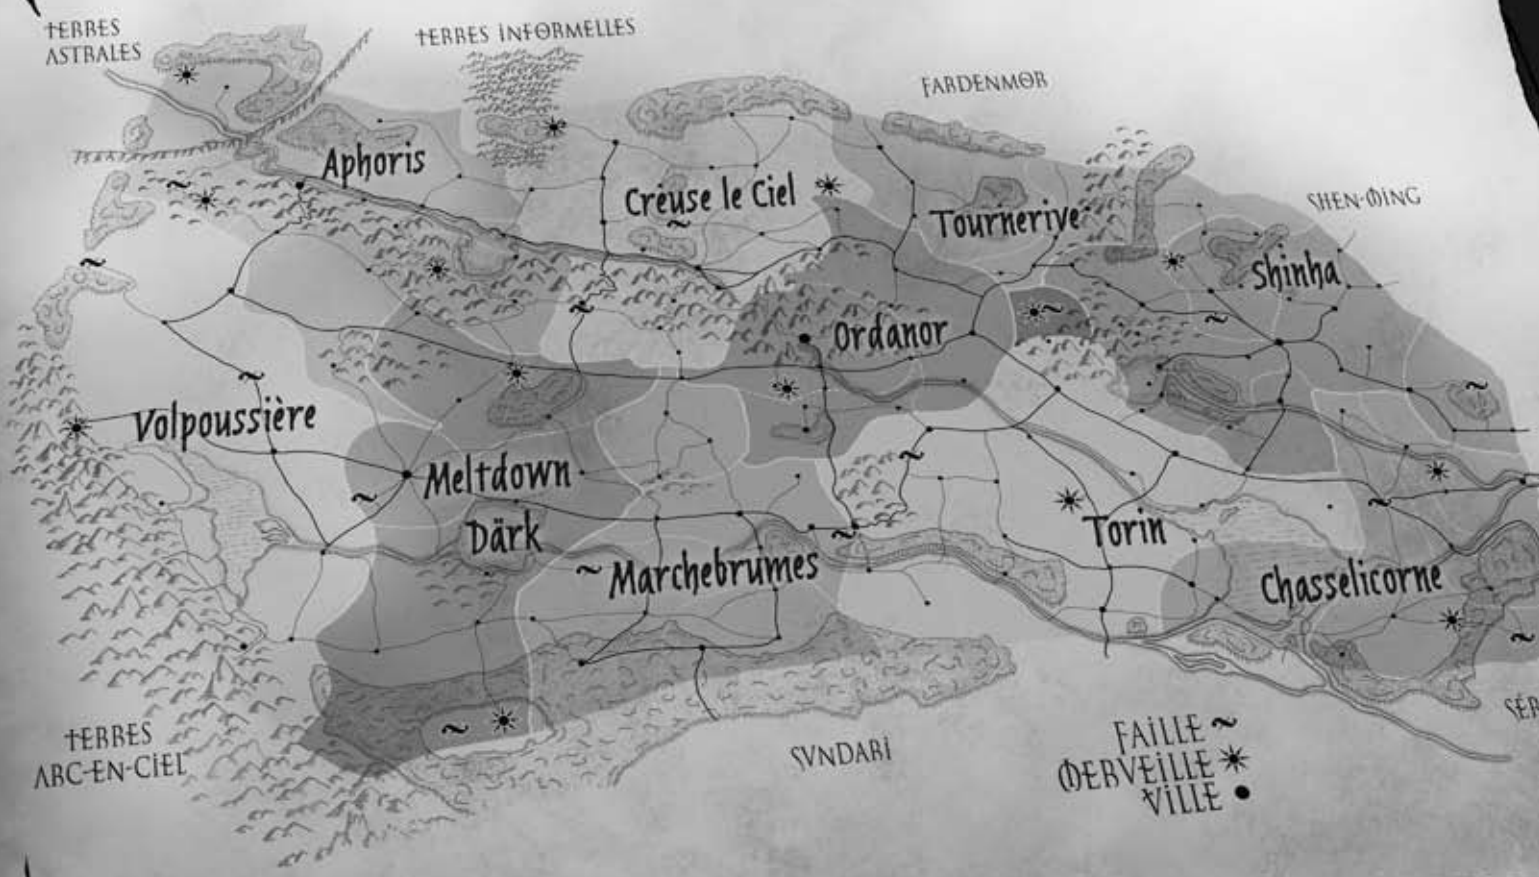 TERRES
ASTRALES
TERRES INFORMELLES
FARDENMOR
Aphoris
Creuse le Ciel
Tournerive
SHEN-MING
Shinha
Ordanor
Volpoussière
Meltdown
Därk
Marchebrumes
Torin
Chasselicorne
TERRES
ARC-EN-CIEL
SUNDARI
SÉR
FAILLE
MERVEILLE
VILLE